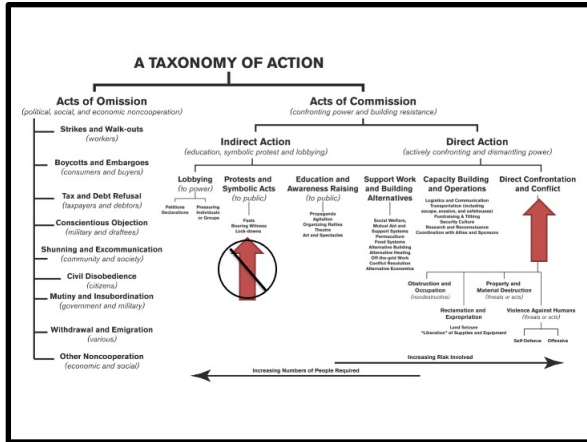 A TAXONOMY OF ACTION
Acts of Omission
(political, social, and economic noncooperation)
Strikes and Walk-outs
(workers)
Boycotts and Embargoes
(consumers and buyers)
Tax and Debt Refusal
(taxpayers and debtors)
Conscientious Objection
(military and draftees)
Shunning and Excommunication
(community and society)
Civil Disobedience
(citizens)
Mutiny and Insubordination
(government and military)
Withdrawal and Emigration
(various)
Other Noncooperation
(economic and social)
Acts of Commission
(confronting power and building resistance)
Indirect Action
(education, symbolic protest and lobbying)
Lobbying
(to power)
Petitions
Declarations
Pressuring
Individuals
or Groups
Protests and
Symbolic Acts
(to public)
Fasts
Bearing Witness
Lock-downs
Education and
Awareness Raising
(to public)
Propaganda
Agitation
Organizing Rallies
Theatre
Art and Spectacles
Support Work
and Building
Alternatives
Social Welfare,
Mutual Aid and
Support Systems
Permaculture
Food Systems
Alternative Building
Alternative Healing
Off-the-grid Work
Conflict Resolution
Alternative Economics
Direct Action
(actively confronting and dismantling power)
Capacity Building
and Operations
Logistics and Communication
Transportation (including
escape, evasion, and safehouses)
Fundraising & Tithing
Security Culture
Research and Reconnaissance
Coordination with Allies and Sponsors
Direct Confrontation
and Conflict
Obstruction and
Occupation
(nondestructive)
Reclamation and
Expropriation
Land Seizure
"Liberation" of Supplies and Equipment
Property and
Material Destruction
(threats or acts)
Violence Against Humans
(threats or acts)
Self-Defence
Offensive
Increasing Risk Involved
Increasing Numbers of People Required